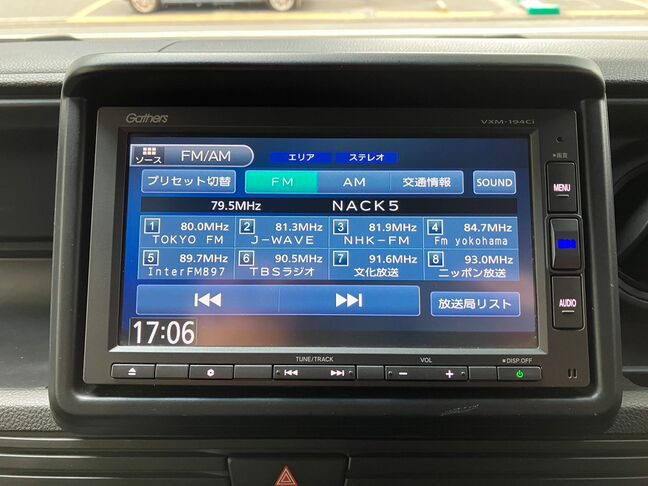 Gathers
VXM-194Ci
ソース FM/AM エリア ステレオ
プリセット切替 FM AM 交通情報 SOUND
79.5MHz NACK5
1 80.0MHz 2 81.3MHz 3 81.9MHz 4 84.7MHz
TOKYO FM J-WAVE NHK-FM Fm yokohama
5 89.7MHz 6 90.5MHz 7 91.6MHz 8 93.0MHz
InterFM897 TBSラジオ 文化放送 ニッポン放送
放送局リスト
17:06
画質
MENU
AUDIO
TUNE/TRACK VOL DISP.OFF